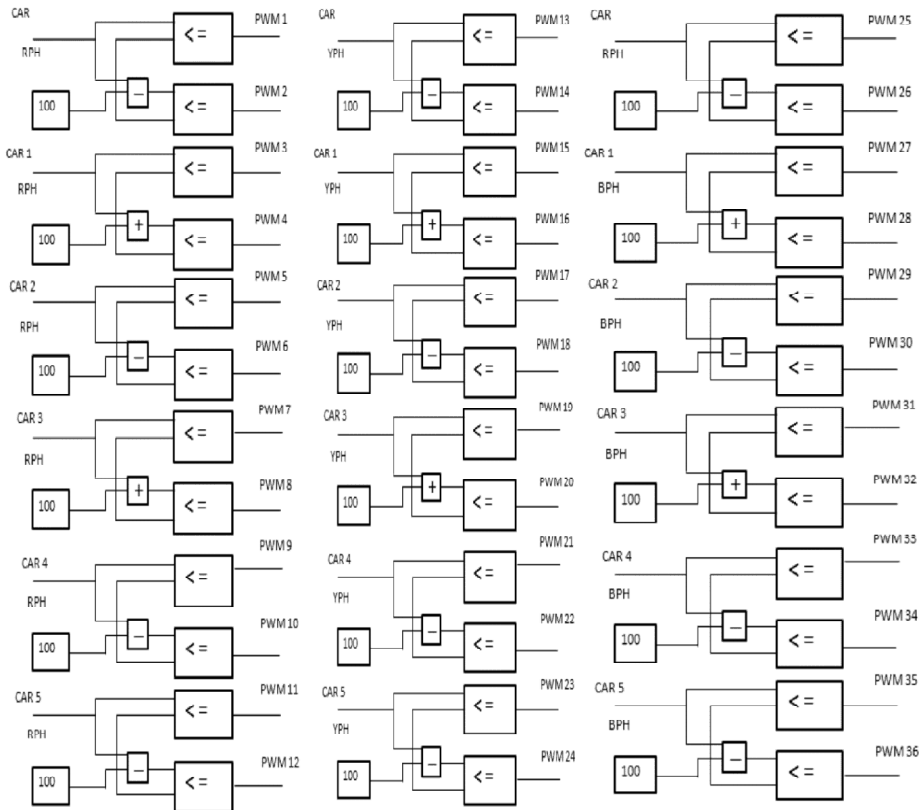 CAR
<=
PWM 1
RPH
100
−
<=
PWM 2
CAR 1
<=
PWM 3
RPH
100
+
<=
PWM 4
CAR 2
<=
PWM 5
RPH
100
−
<=
PWM 6
CAR 3
<=
PWM 7
RPH
100
+
<=
PWM 8
CAR 4
<=
PWM 9
RPH
100
−
<=
PWM 10
CAR 5
<=
PWM 11
RPH
100
−
<=
PWM 12
CAR
<=
PWM 13
YPH
100
−
<=
PWM 14
CAR 1
<=
PWM 15
YPH
100
+
<=
PWM 16
CAR 2
<=
PWM 17
YPH
100
−
<=
PWM 18
CAR 3
<=
PWM 19
YPH
100
+
<=
PWM 20
CAR 4
<=
PWM 21
YPH
100
−
<=
PWM 22
CAR 5
<=
PWM 23
YPH
100
−
<=
PWM 24
CAR
<=
PWM 25
RPH
100
−
<=
PWM 26
CAR 1
<=
PWM 27
BPH
100
+
<=
PWM 28
CAR 2
<=
PWM 29
BPH
100
−
<=
PWM 30
CAR 3
<=
PWM 31
BPH
100
+
<=
PWM 32
CAR 4
<=
PWM 33
BPH
100
−
<=
PWM 34
CAR 5
<=
PWM 35
BPH
100
−
<=
PWM 36